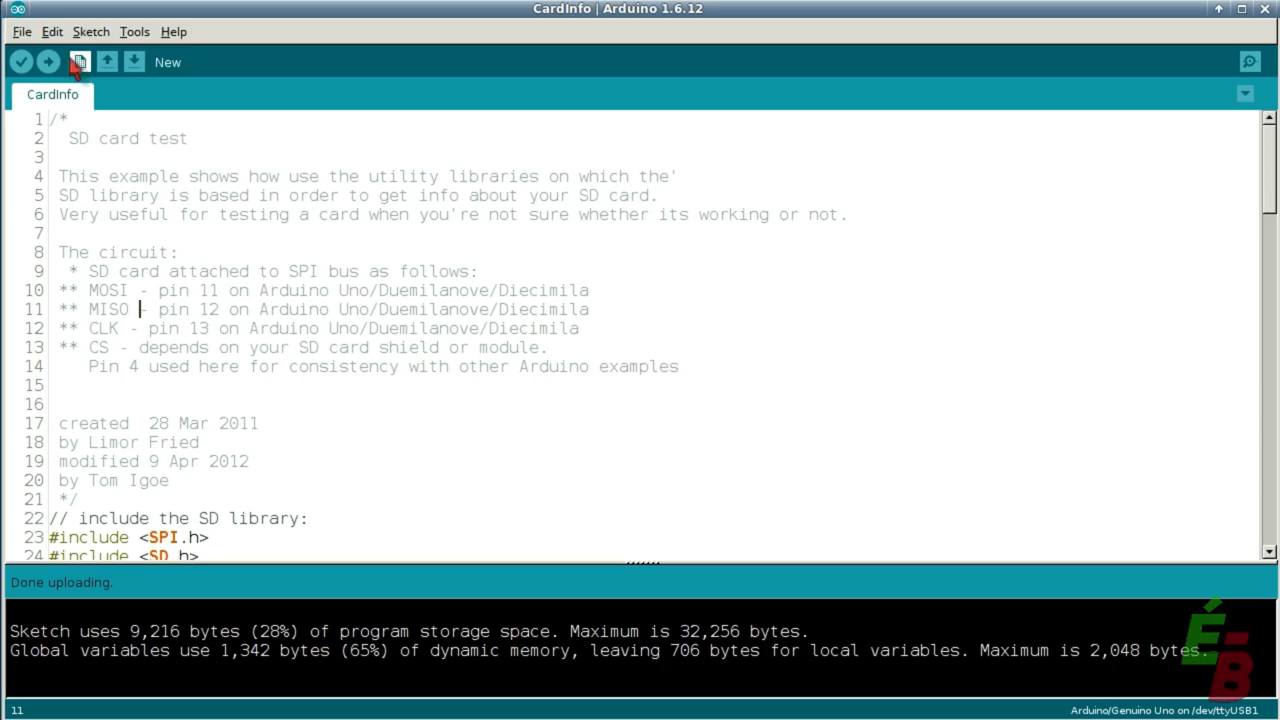 CardInfo | Arduino 1.6.12
File Edit Sketch Tools Help
New
CardInfo
1 /*
2 SD card test
3
4 This example shows how use the utility libraries on which the'
5 SD library is based in order to get info about your SD card.
6 Very useful for testing a card when you're not sure whether its working or not.
7
8 The circuit:
9 * SD card attached to SPI bus as follows:
10 ** MOSI - pin 11 on Arduino Uno/Duemilanove/Diecimila
11 ** MISO - pin 12 on Arduino Uno/Duemilanove/Diecimila
12 ** CLK - pin 13 on Arduino Uno/Duemilanove/Diecimila
13 ** CS - depends on your SD card shield or module.
14 Pin 4 used here for consistency with other Arduino examples
15
16
17 created 28 Mar 2011
18 by Limor Fried
19 modified 9 Apr 2012
20 by Tom Igoe
21 */
22 // include the SD library:
23 #include <SPI.h>
24 #include <SD.h>
Done uploading.
Sketch uses 9,216 bytes (28%) of program storage space. Maximum is 32,256 bytes.
Global variables use 1,342 bytes (65%) of dynamic memory, leaving 706 bytes for local variables. Maximum is 2,048 bytes.
É-B
11
Arduino/Genuino Uno on /dev/ttyUSB1